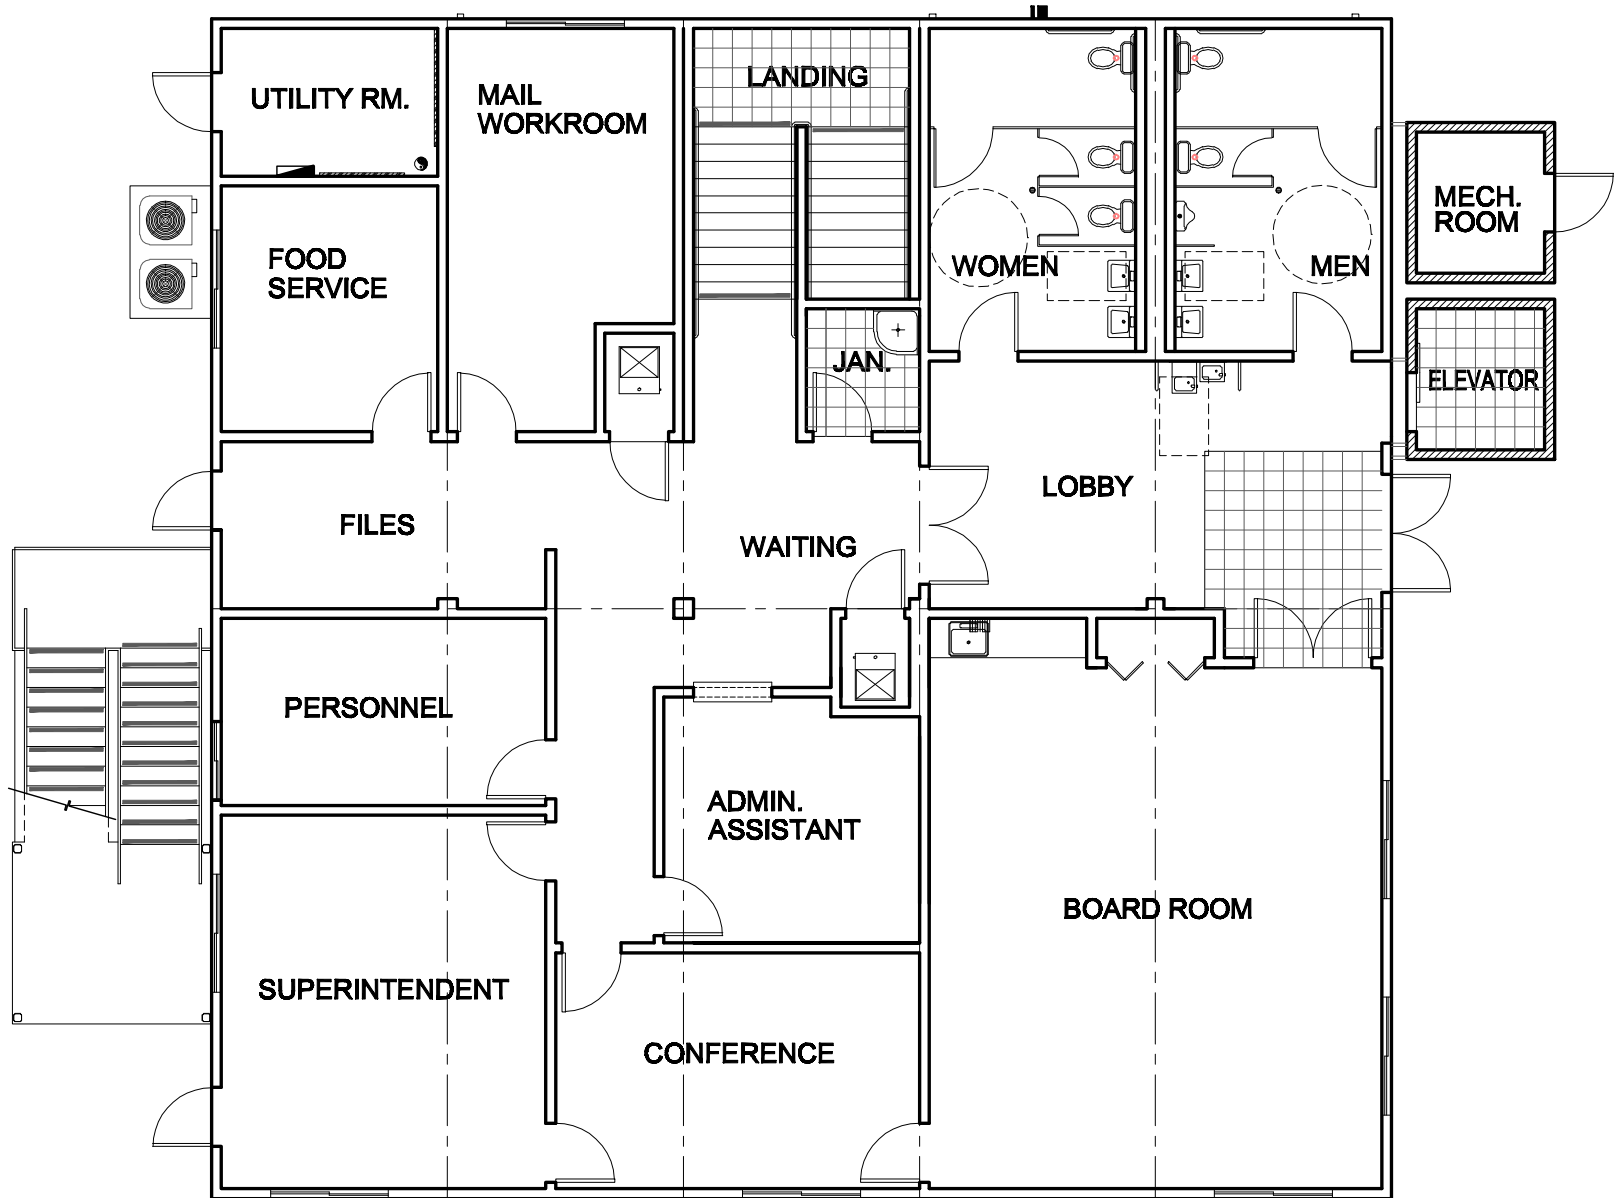 LANDING
UTILITY RM.
MAIL
WORKROOM
MECH.
ROOM
FOOD
SERVICE
WOMEN
MEN
JAN.
ELEVATOR
LOBBY
FILES
WAITING
PERSONNEL
ADMIN.
ASSISTANT
BOARD ROOM
SUPERINTENDENT
CONFERENCE